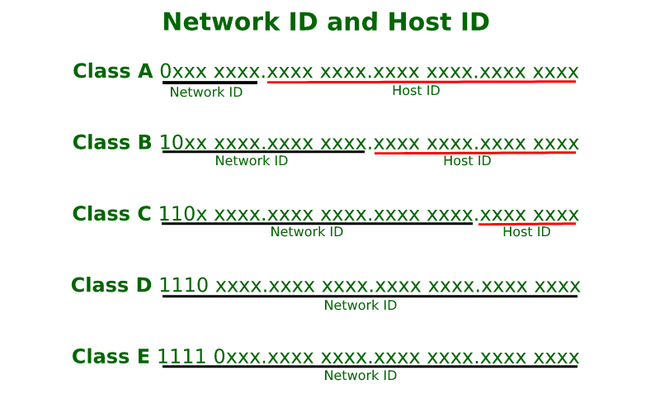 Network ID and Host ID
Class A 0xxx xxxx.xxxx xxxx.xxxx xxxx.xxxx xxxx
Network ID Host ID
Class B 10xx xxxx.xxxx xxxx.xxxx xxxx.xxxx xxxx
Network ID Host ID
Class C 110x xxxx.xxxx xxxx.xxxx xxxx.xxxx xxxx
Network ID Host ID
Class D 1110 xxxx.xxxx xxxx.xxxx xxxx.xxxx xxxx
Network ID
Class E 1111 0xxx.xxxx xxxx.xxxx xxxx.xxxx xxxx
Network ID